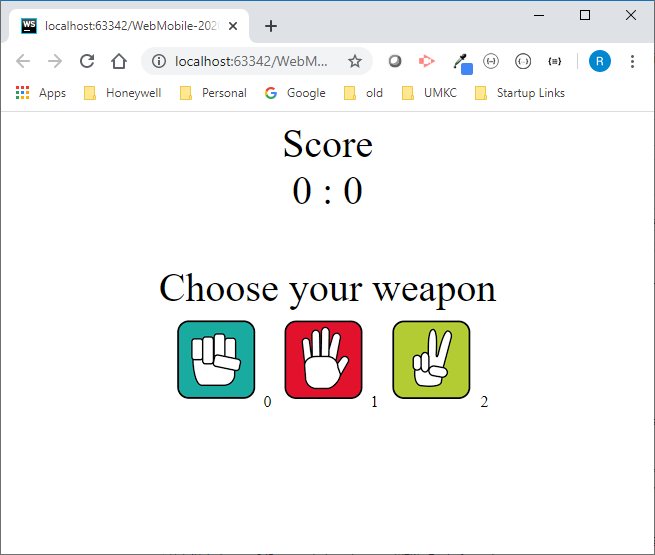 WS localhost:63342/WebMobile-202
localhost:63342/WebM...
R
Apps Honeywell Personal Google old UMKC Startup Links
Score
0 : 0
Choose your weapon
0 1 2